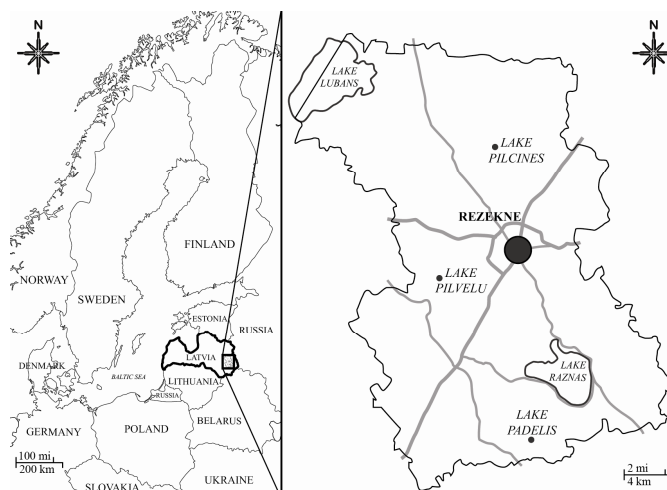 N
FINLAND
NORWAY
SWEDEN
ESTONIA
RUSSIA
LATVIA
DENMARK
BALTIC SEA
LITHUANIA
RUSSIA
BELARUS
GERMANY
POLAND
UKRAINE
SLOVAKIA
100 mi
200 km
N
LAKE
LUBANS
LAKE
PILCINES
REZEKNE
LAKE
PILVELU
LAKE
RAZNAS
LAKE
PADELIS
2 mi
4 km